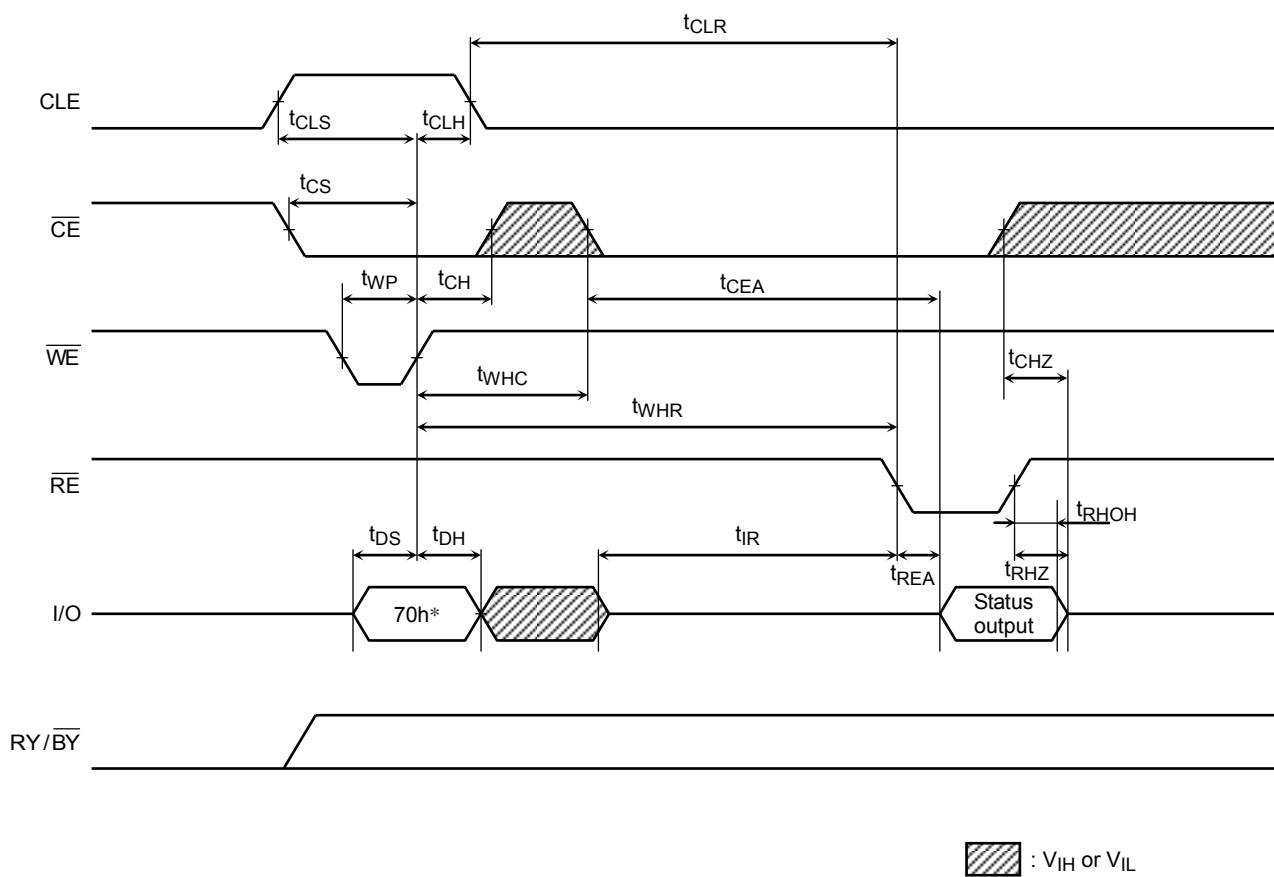 tCLR
CLE
tCLS
tCLH
tCS
CE
tWP
tCH
tCEA
WE
tCHZ
tWHC
tWHR
RE
tRHOH
tDS
tDH
tIR
tREA
tRHZ
I/O
70h*
Status
output
RY/BY
: VIH or VIL